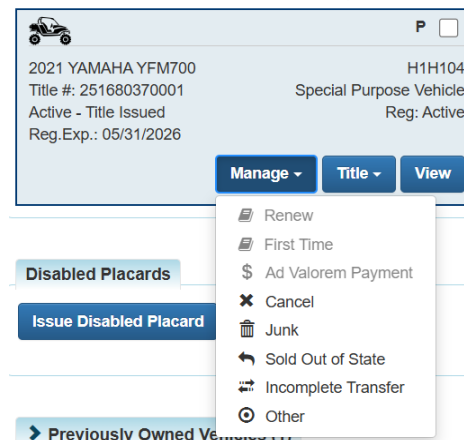 P
2021 YAMAHA YFM700 H1H104
Title #: 251680370001 Special Purpose Vehicle
Active - Title Issued Reg: Active
Reg.Exp.: 05/31/2026
Manage Title View
Renew
First Time
$ Ad Valorem Payment
Disabled Placards
Cancel
Issue Disabled Placard
Junk
Sold Out of State
Incomplete Transfer
Other
Previously Owned Vehicles (1)